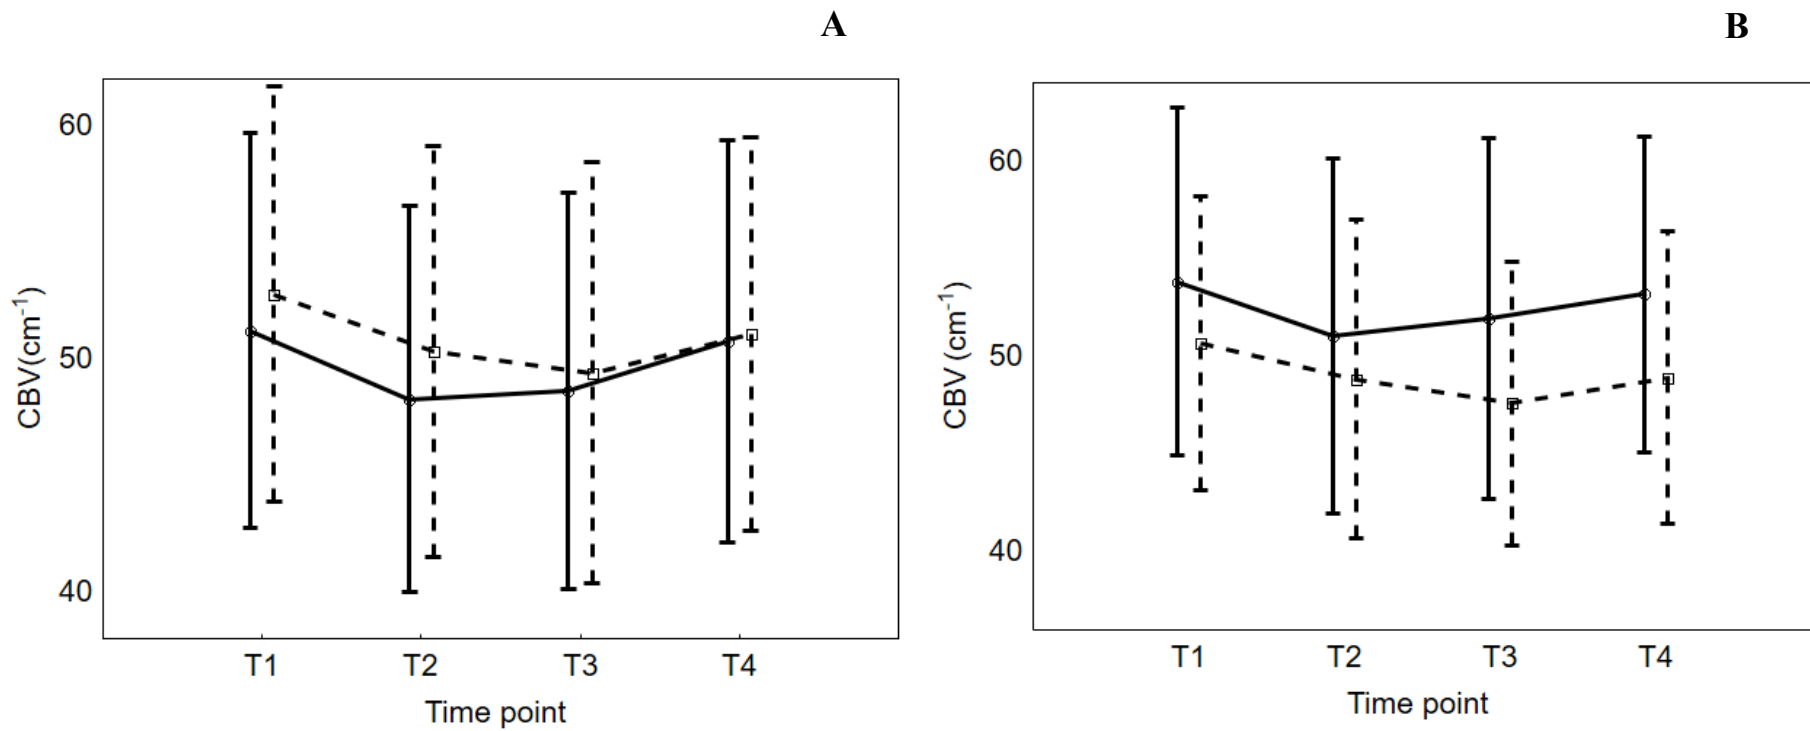 A
60
50
40
CBV(cm⁻¹)
T1 T2 T3 T4
Time point
B
60
50
40
CBV (cm⁻¹)
T1 T2 T3 T4
Time point